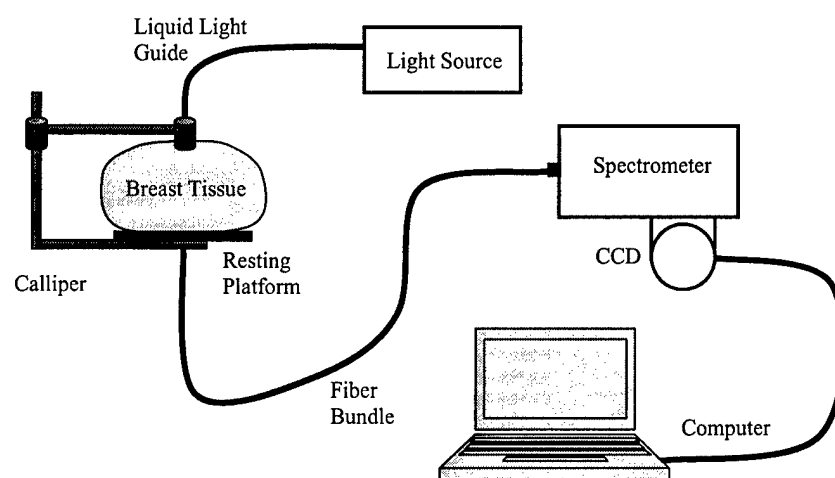 Liquid Light
Guide
Light Source
Breast Tissue
Spectrometer
Resting
Platform
CCD
Calliper
Fiber
Bundle
Computer